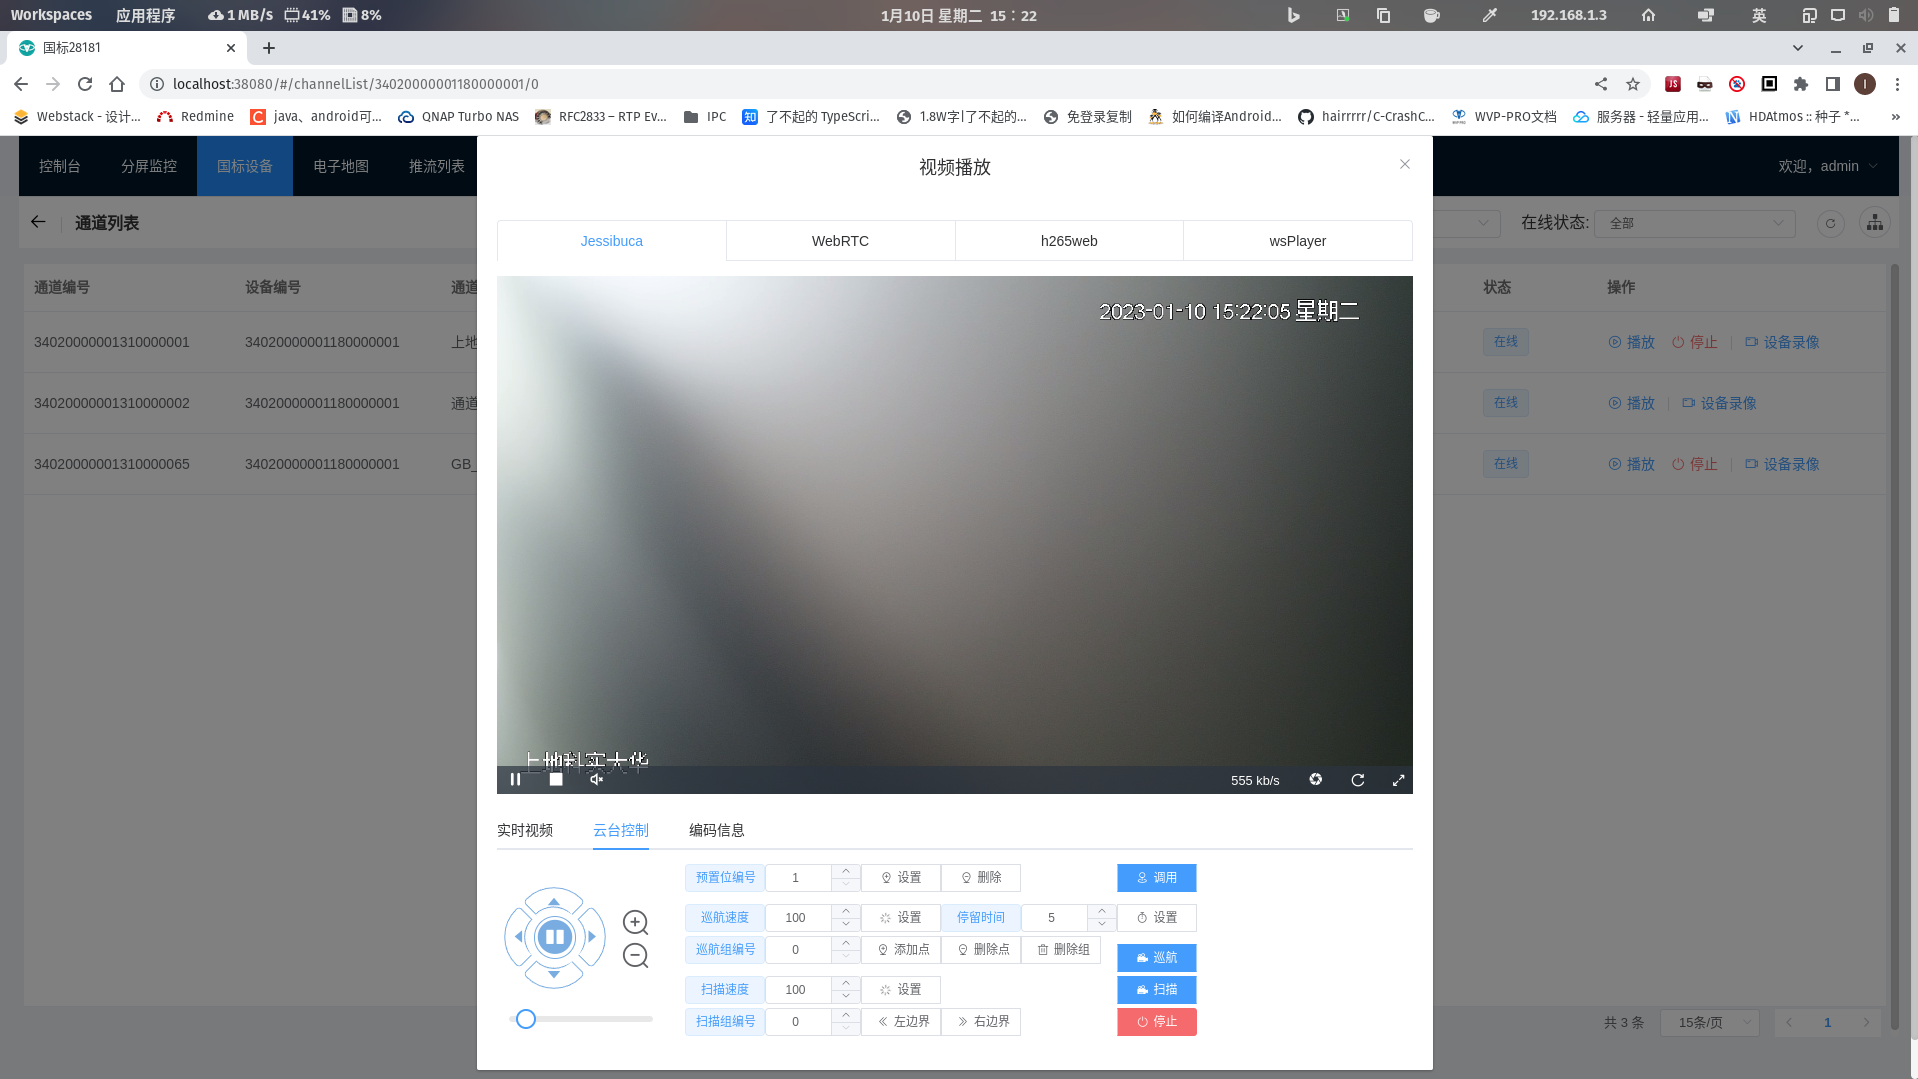 Workspaces 应用程序 1 MB/s 41% 8% 1月10日 星期二 15：22 192.168.1.3 英
国标28181
localhost:38080/#/channelList/34020000001180000001/0
Webstack - 设计... Redmine java、android可... QNAP Turbo NAS RFC2833 – RTP Ev... IPC 了不起的 TypeScri... 1.8W字|了不起的... 免登录复制 如何编译Android... hairrrrr/C-CrashC... WVP-PRO文档 服务器 - 轻量应用... HDAtmos :: 种子 *... »
控制台 分屏监控 国标设备 电子地图 推流列表 欢迎，admin
视频播放
通道列表 在线状态: 全部
Jessibuca WebRTC h265web wsPlayer
通道编号 设备编号 通道 状态 操作
2023-01-10 15:22:05 星期二
34020000001310000001 34020000001180000001 上地 在线 播放 停止 设备录像
34020000001310000002 34020000001180000001 通道 在线 播放 设备录像
34020000001310000065 34020000001180000001 GB_ 在线 播放 停止 设备录像
上地科实大华
555 kb/s
实时视频 云台控制 编码信息
预置位编号 1 设置 删除 调用
巡航速度 100 设置 停留时间 5 设置
巡航组编号 0 添加点 删除点 删除组 巡航
扫描速度 100 设置 扫描
扫描组编号 0 左边界 右边界 停止
共 3 条 15条/页 1